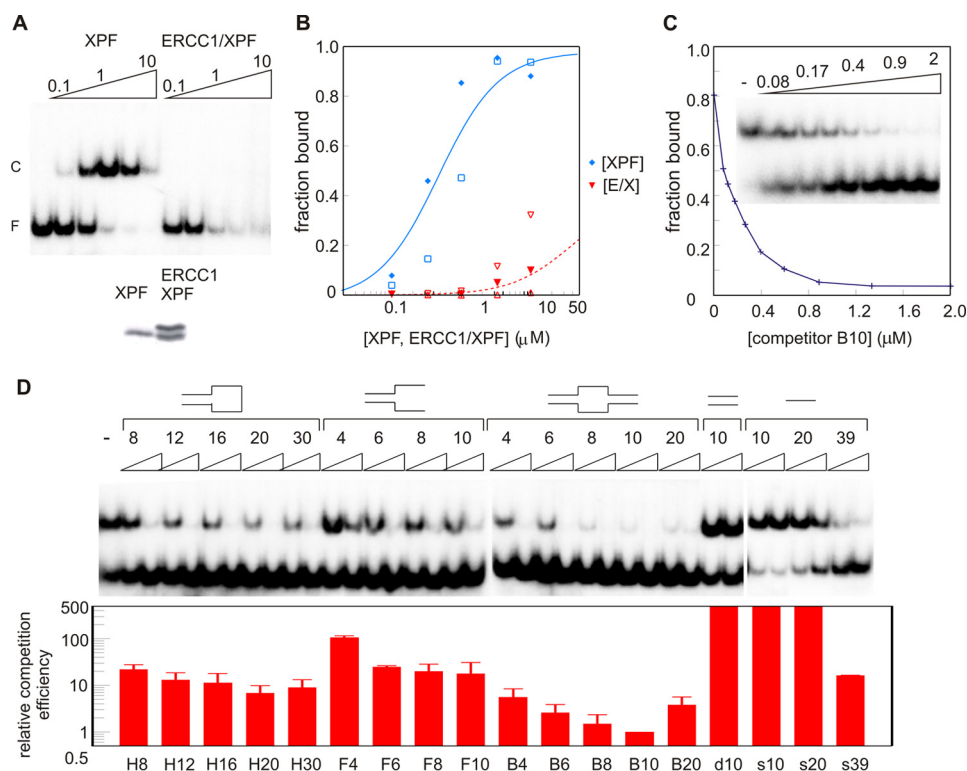 A
XPF ERCC1/XPF
0.1 1 10 0.1 1 10
C
F
XPF ERCC1
XPF
B
1.0
0.8
0.6
0.4
0.2
0
fraction bound
0.1 1 10 50
[XPF, ERCC1/XPF] (μM)
[XPF]
[E/X]
C
1.0
0.8
0.6
0.4
0.2
0
fraction bound
- 0.08 0.17 0.4 0.9 2
0 0.4 0.8 1.2 1.6 2.0
[competitor B10] (μM)
D
- 8 12 16 20 30 4 6 8 10 4 6 8 10 20 10 10 20 39
relative competition
efficiency
500
100
10
1
0.5
H8 H12 H16 H20 H30 F4 F6 F8 F10 B4 B6 B8 B10 B20 d10 s10 s20 s39